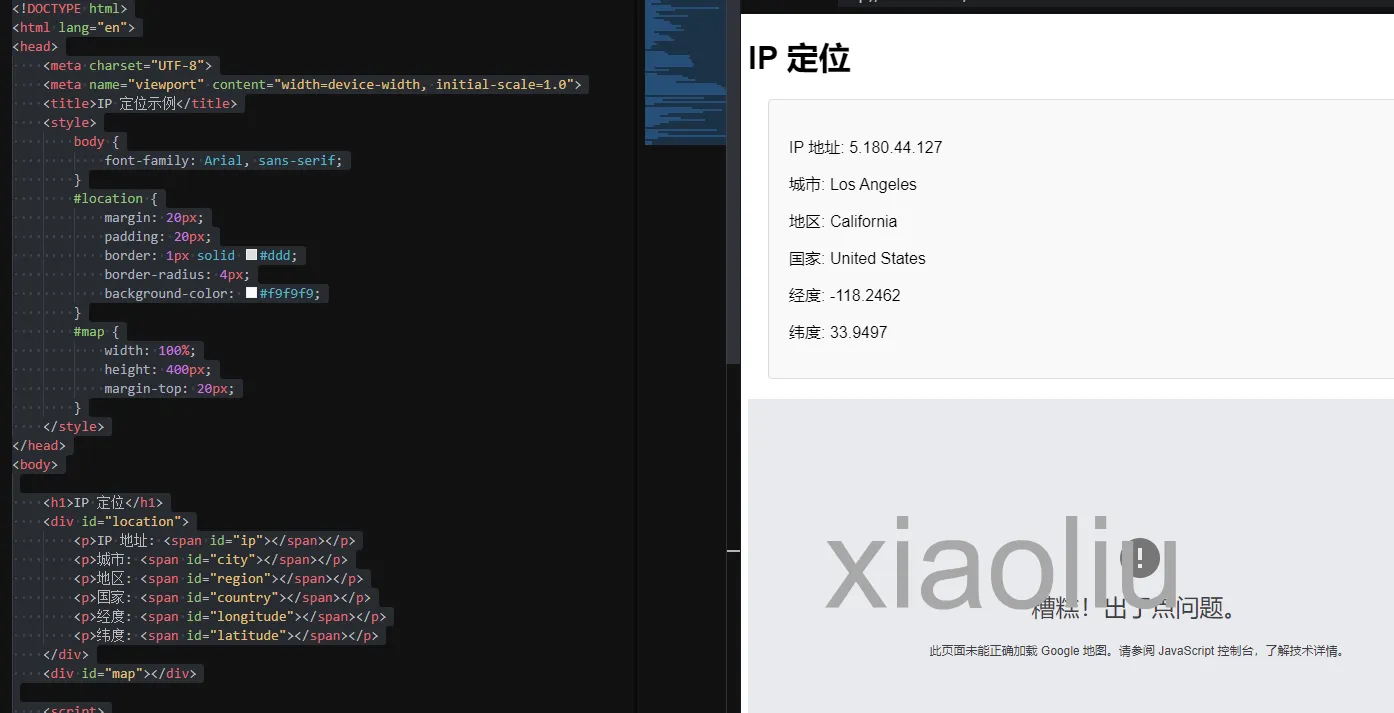 <!DOCTYPE html>
<html lang="en">
<head>
<meta charset="UTF-8">
<meta name="viewport" content="width=device-width, initial-scale=1.0">
<title>IP 定位示例</title>
<style>
body {
font-family: Arial, sans-serif;
}
#location {
margin: 20px;
padding: 20px;
border: 1px solid #ddd;
border-radius: 4px;
background-color: #f9f9f9;
}
#map {
width: 100%;
height: 400px;
margin-top: 20px;
}
</style>
</head>
<body>
<h1>IP 定位</h1>
<div id="location">
<p>IP 地址: <span id="ip"></span></p>
<p>城市: <span id="city"></span></p>
<p>地区: <span id="region"></span></p>
<p>国家: <span id="country"></span></p>
<p>经度: <span id="longitude"></span></p>
<p>纬度: <span id="latitude"></span></p>
</div>
<div id="map"></div>
<script>
IP 定位
IP 地址: 5.180.44.127
城市: Los Angeles
地区: California
国家: United States
经度: -118.2462
纬度: 33.9497
xiaoliu
糟糕！出了点问题。
此页面未能正确加载 Google 地图。请参阅 JavaScript 控制台，了解技术详情。